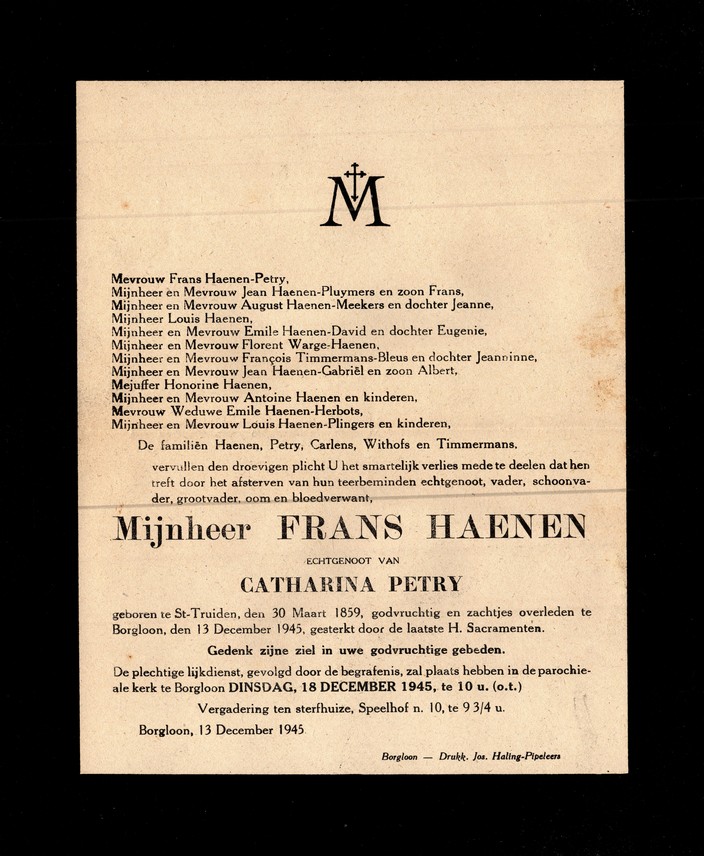 M
Mevrouw Frans Haenen-Petry,
Mijnheer en Mevrouw Jean Haenen-Pluymers en zoon Frans,
Mijnheer en Mevrouw August Haenen-Meekers en dochter Jeanne,
Mijnheer Louis Haenen,
Mijnheer en Mevrouw Emile Haenen-David en dochter Eugenie,
Mijnheer en Mevrouw Florent Warge-Haenen,
Mijnheer en Mevrouw François Timmermans-Bleus en dochter Jeanninne,
Mijnheer en Mevrouw Jean Haenen-Gabriël en zoon Albert,
Mejuffer Honorine Haenen,
Mijnheer en Mevrouw Antoine Haenen en kinderen,
Mevrouw Weduwe Emile Haenen-Herbots,
Mijnheer en Mevrouw Louis Haenen-Plingers en kinderen,
De familiën Haenen, Petry, Carlens, Withofs en Timmermans,
vervullen den droevigen plicht U het smartelijk verlies mede te deelen dat hen
treft door het afsterven van hun teerbeminden echtgenoot, vader, schoonva-
der, grootvader, oom en bloedverwant,
Mijnheer FRANS HAENEN
ECHTGENOOT VAN
CATHARINA PETRY
geboren te St-Truiden, den 30 Maart 1859, godvruchtig en zachtjes overleden te
Borgloon, den 13 December 1945, gesterkt door de laatste H. Sacramenten.
Gedenk zijne ziel in uwe godvruchtige gebeden.
De plechtige lijkdienst, gevolgd door de begrafenis, zal plaats hebben in de parochie-
ale kerk te Borgloon DINSDAG, 18 DECEMBER 1945, te 10 u. (o.t.)
Vergadering ten sterfhuize, Speelhof n. 10, te 9 3/4 u.
Borgloon, 13 December 1945
Borgloon — Drukk. Jos. Haling-Pipeleers